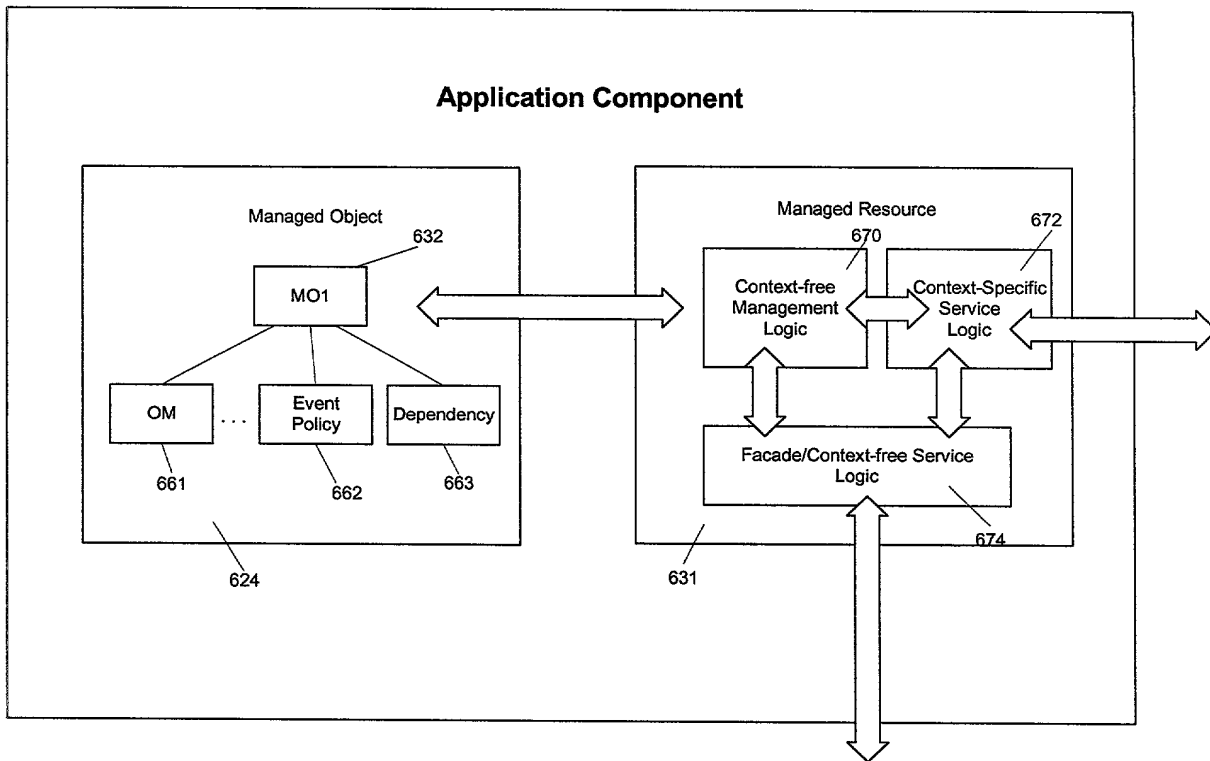 Application Component
Managed Object
632
MO1
OM
. . .
Event
Policy
Dependency
661
662
663
624
Managed Resource
670
672
Context-free
Management
Logic
Context-Specific
Service
Logic
Facade/Context-free Service
Logic
674
631